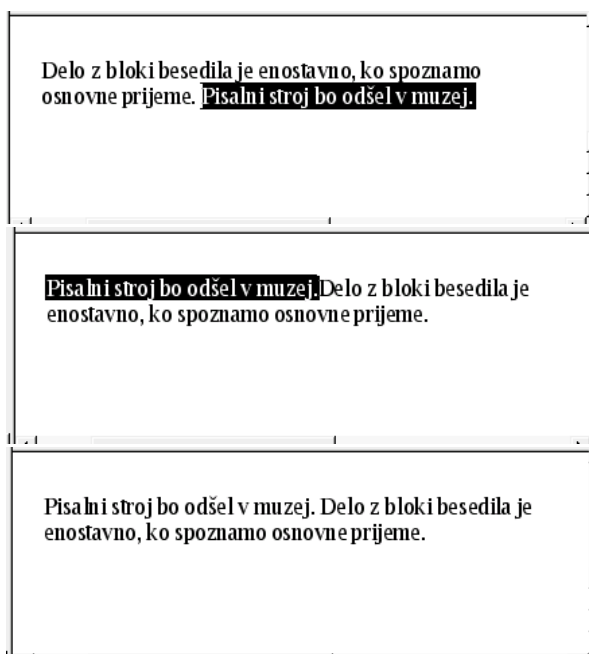 Delo z bloki besedila je enostavno, ko spoznamo
osnovne prijeme. Pisalni stroj bo odšel v muzej.
Pisalni stroj bo odšel v muzej.Delo z bloki besedila je
enostavno, ko spoznamo osnovne prijeme.
Pisalni stroj bo odšel v muzej. Delo z bloki besedila je
enostavno, ko spoznamo osnovne prijeme.